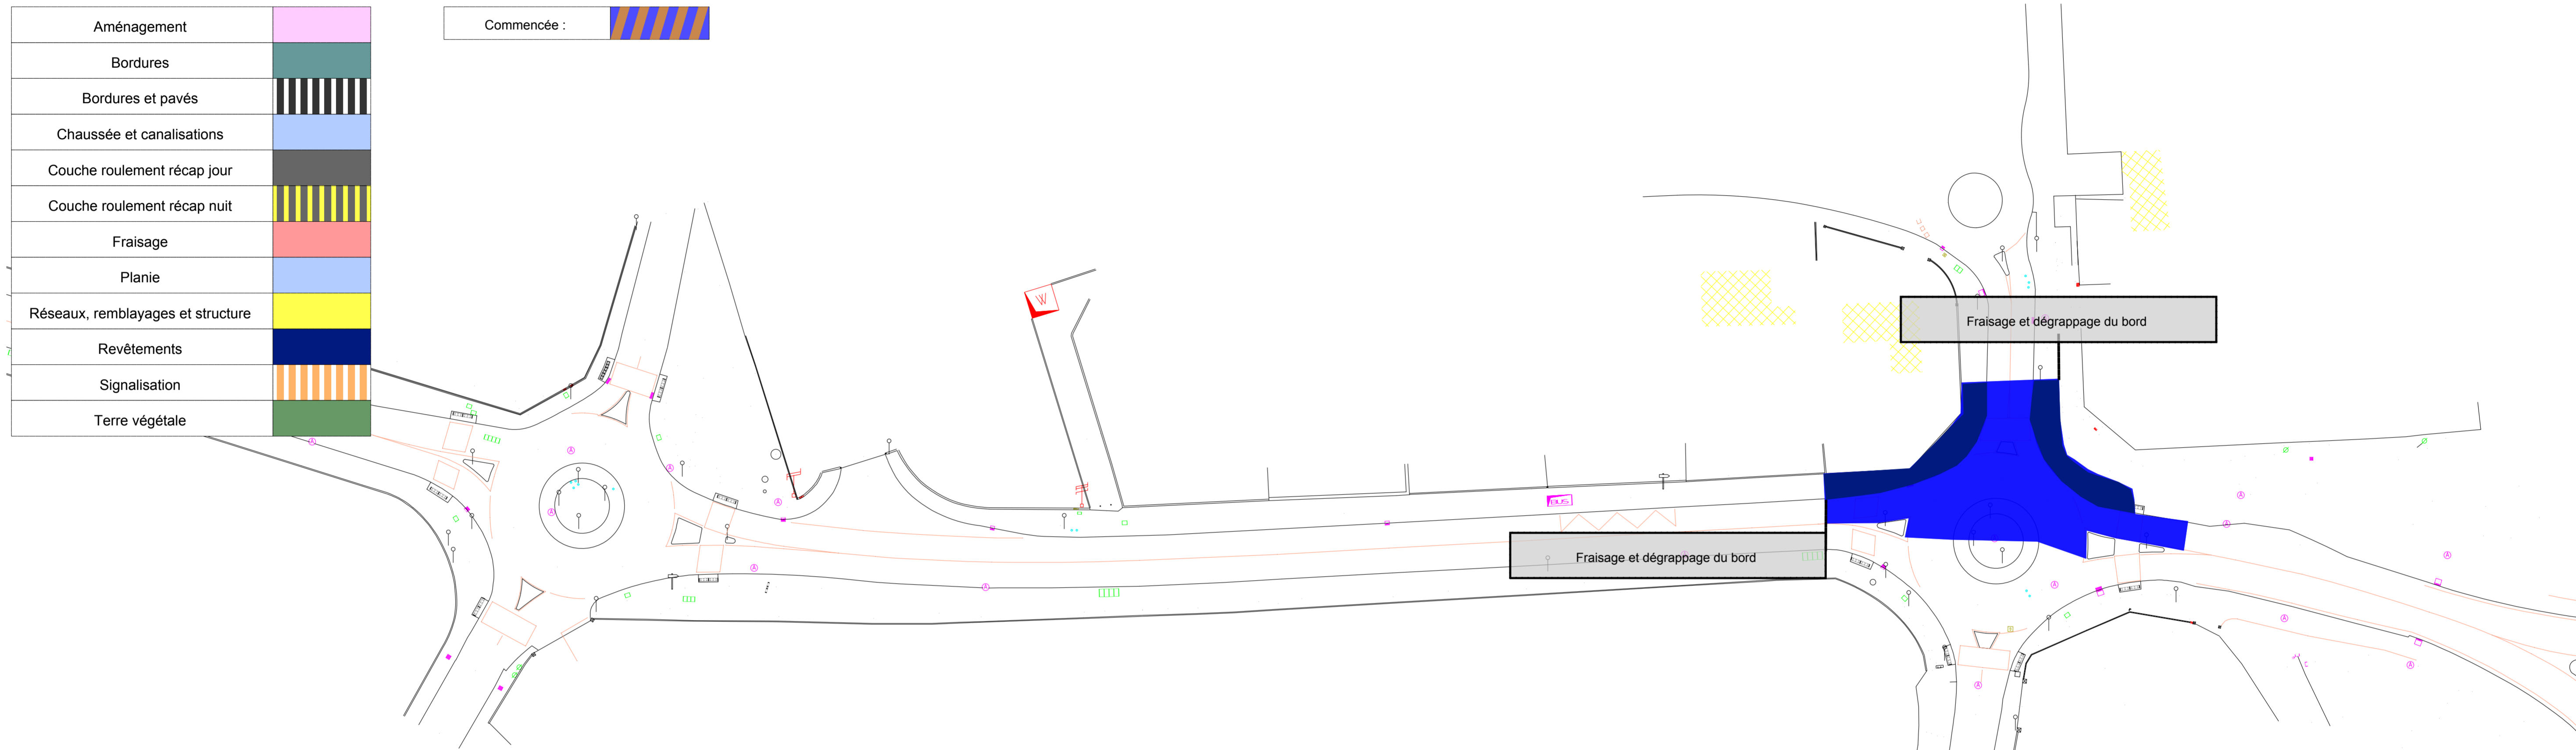 Aménagement
Commencée :
Bordures
Bordures et pavés
Chaussée et canalisations
Couche roulement récap jour
Couche roulement récap nuit
Fraisage
Planie
Réseaux, remblayages et structure
Revêtements
Signalisation
Terre végétale
W
Fraisage et dégrappage du bord
BUS
Fraisage et dégrappage du bord